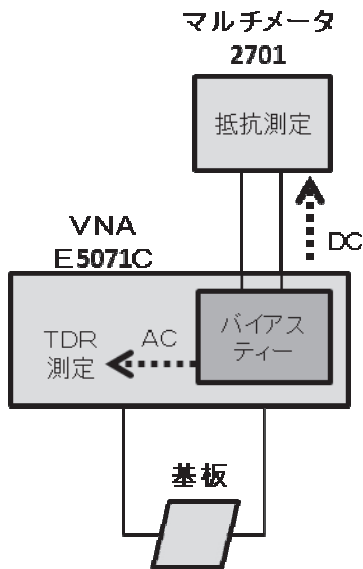 マルチメータ
2701
抵抗測定
DC
VNA
E5071C
バイアス
ティー
TDR
測定
AC
基板